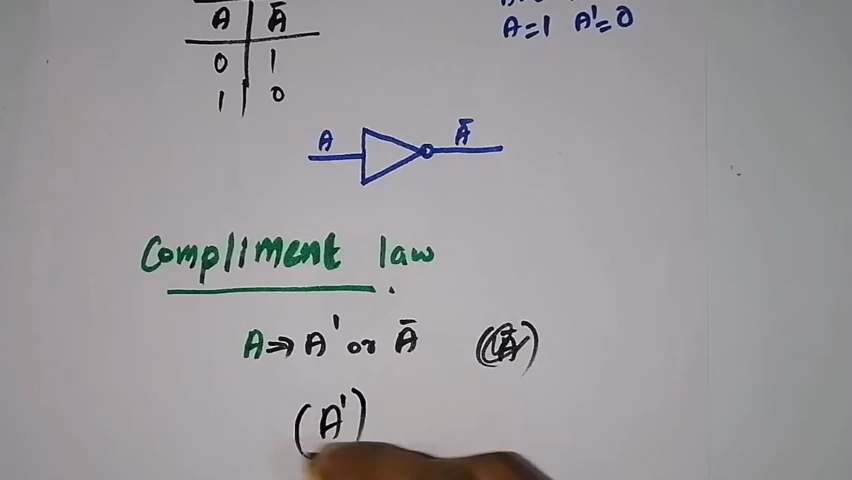 A Ā
0 1
1 0
A=1 A'=0
A Ā
Compliment law
A⇒ A' or Ā
(A')